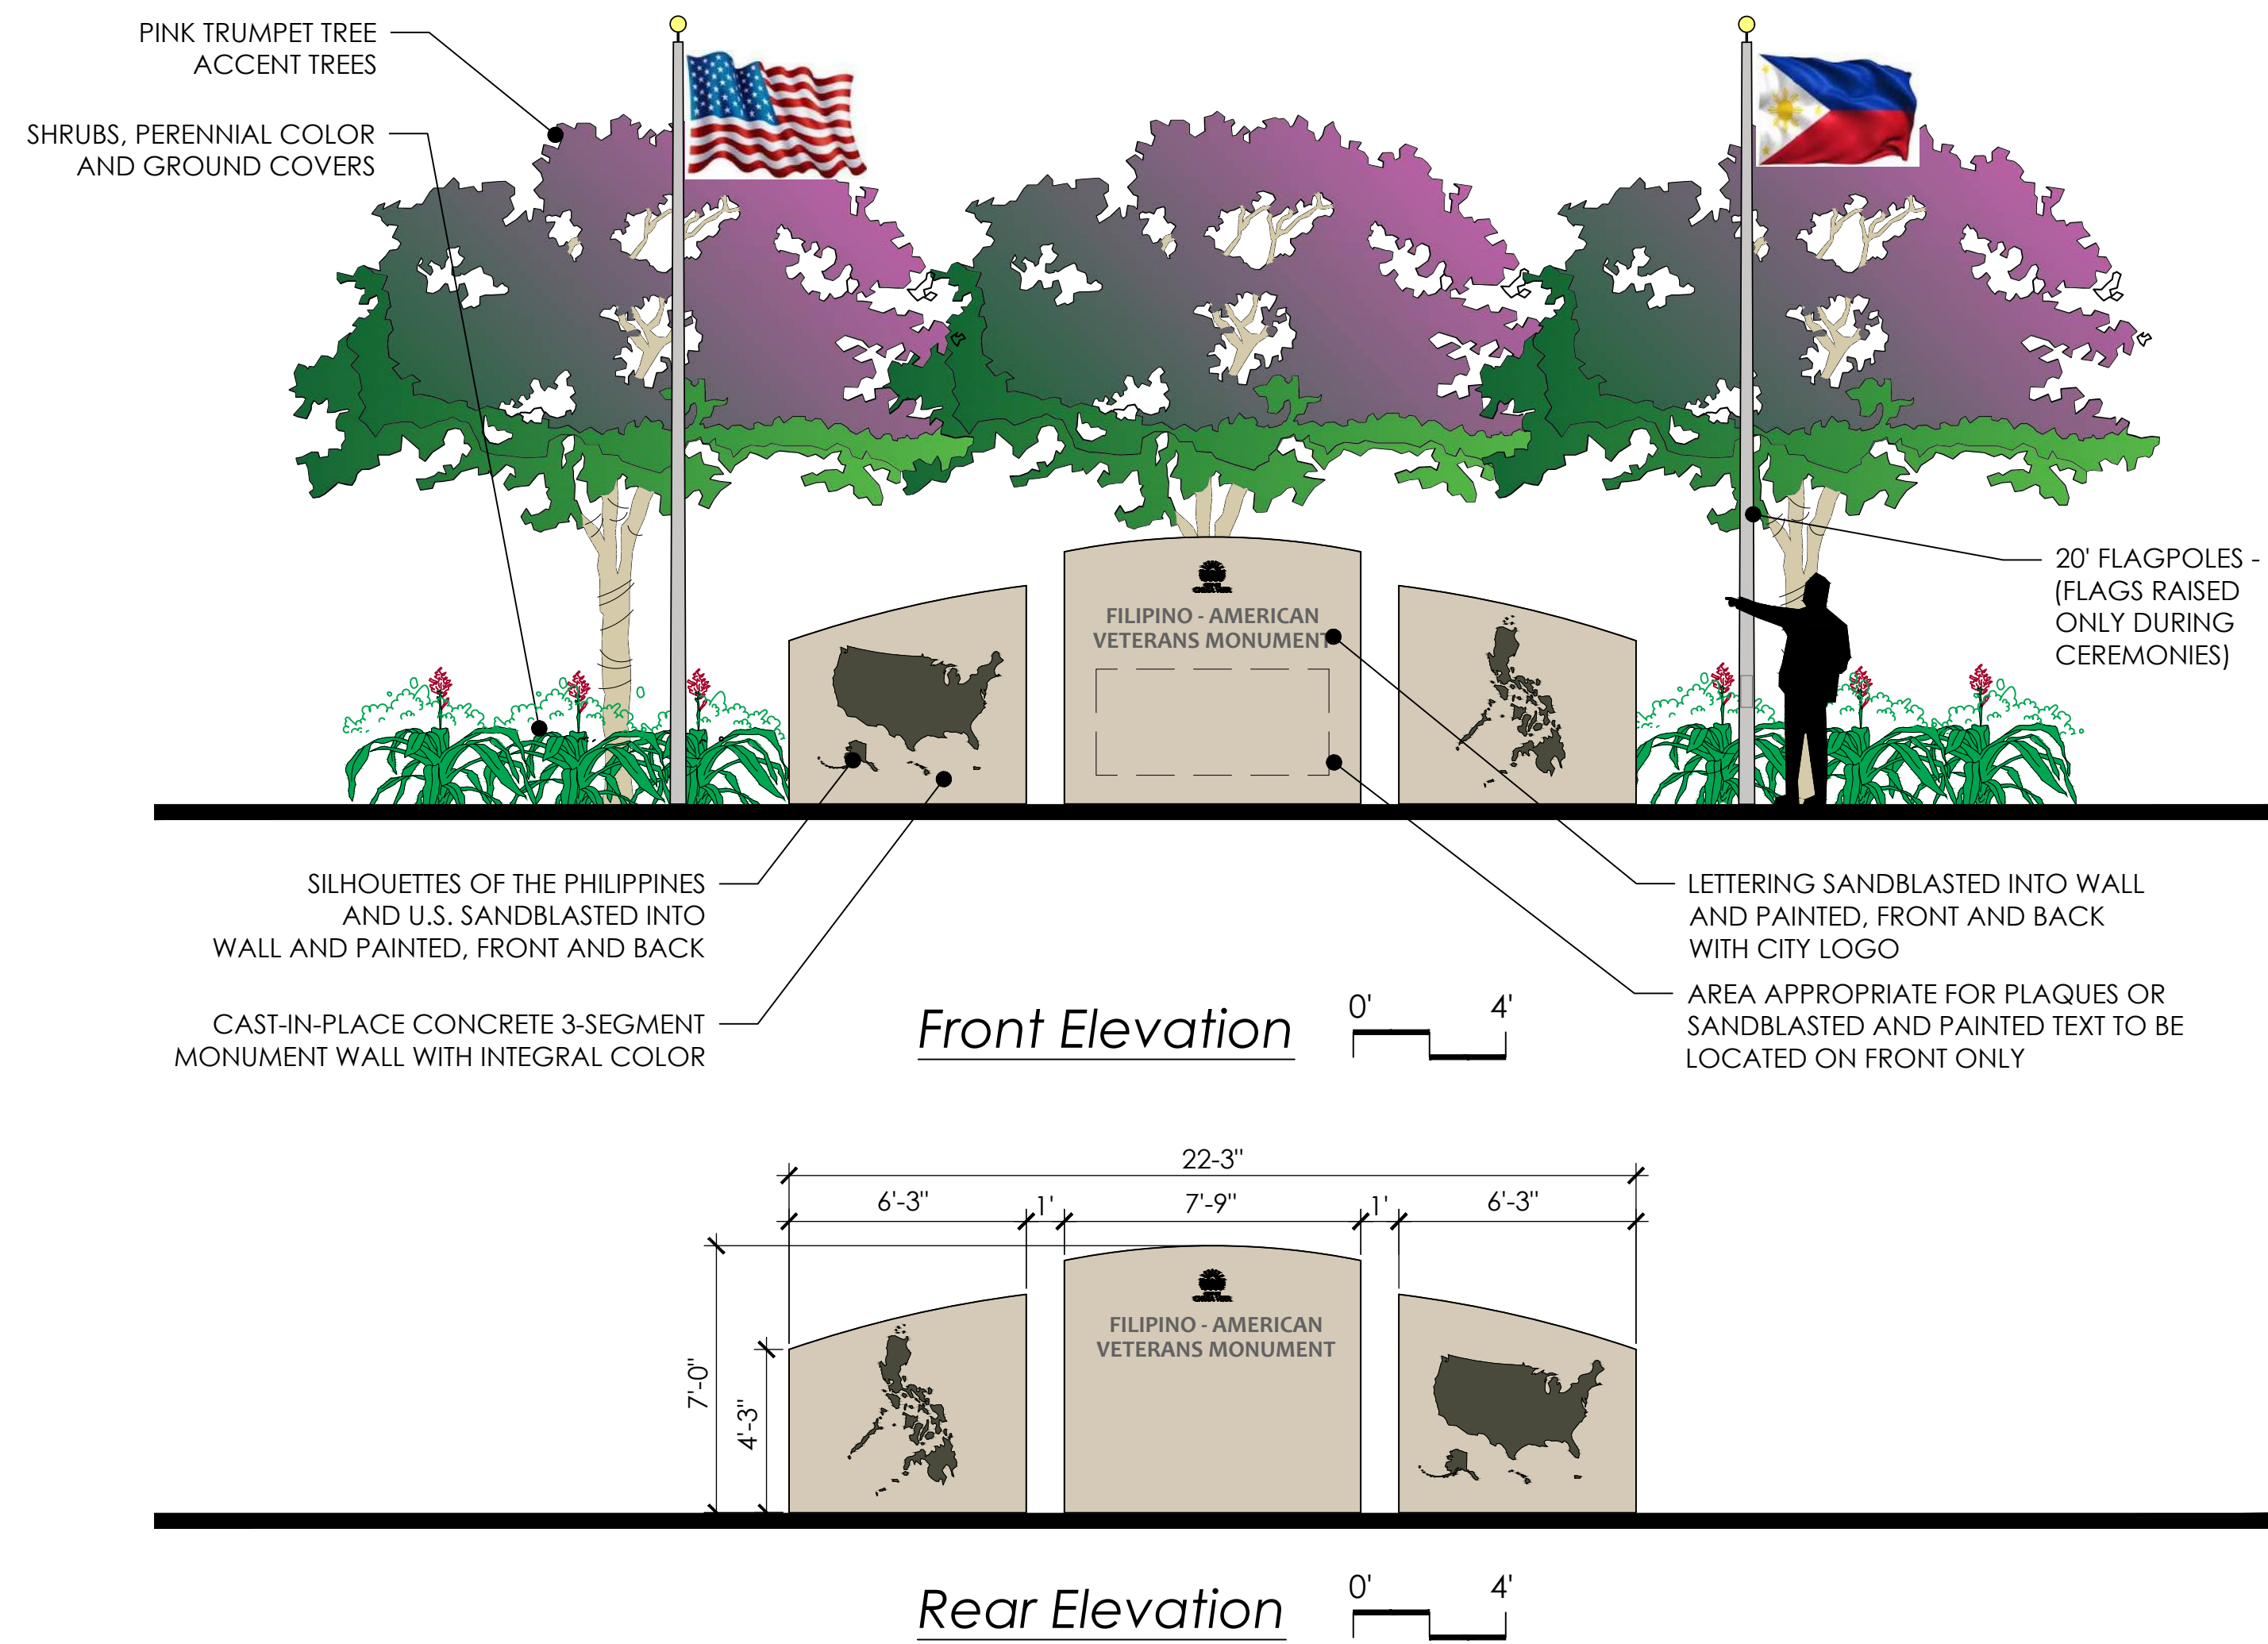 PINK TRUMPET TREE
ACCENT TREES
SHRUBS, PERENNIAL COLOR
AND GROUND COVERS
20' FLAGPOLES -
(FLAGS RAISED
ONLY DURING
CEREMONIES)
FILIPINO - AMERICAN
VETERANS MONUMENT
SILHOUETTES OF THE PHILIPPINES
AND U.S. SANDBLASTED INTO
WALL AND PAINTED, FRONT AND BACK
CAST-IN-PLACE CONCRETE 3-SEGMENT
MONUMENT WALL WITH INTEGRAL COLOR
LETTERING SANDBLASTED INTO WALL
AND PAINTED, FRONT AND BACK
WITH CITY LOGO
AREA APPROPRIATE FOR PLAQUES OR
SANDBLASTED AND PAINTED TEXT TO BE
LOCATED ON FRONT ONLY
Front Elevation
0' 4'
22-3"
6'-3" 1' 7'-9" 1' 6'-3"
7'-0"
4'-3"
FILIPINO - AMERICAN
VETERANS MONUMENT
Rear Elevation
0' 4'